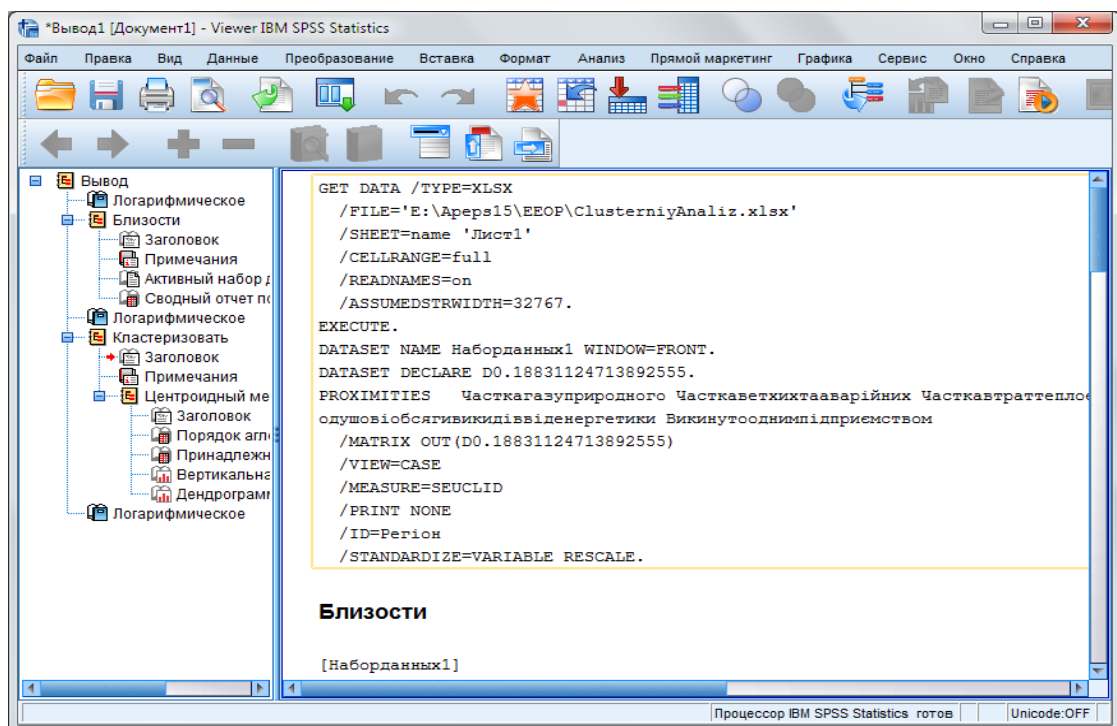 *Вывод1 [Документ1] - Viewer IBM SPSS Statistics
Файл Правка Вид Данные Преобразование Вставка Формат Анализ Прямой маркетинг Графика Сервис Окно Справка
Вывод
Логарифмическое
Близости
Заголовок
Примечания
Активный набор д
Сводный отчет по
Логарифмическое
Кластеризовать
Заголовок
Примечания
Центроидный ме
Заголовок
Порядок агл
Принадлежн
Вертикальна
Дендрограмм
Логарифмическое
GET DATA /TYPE=XLSX
/FILE='E:\Apeps15\EEOP\ClusterniyAnaliz.xlsx'
/SHEET=name 'Лист1'
/CELLRANGE=full
/READNAMES=on
/ASSUMEDSTRWIDTH=32767.
EXECUTE.
DATASET NAME Наборданных1 WINDOW=FRONT.
DATASET DECLARE D0.18831124713892555.
PROXIMITIES Часткагазуприродного Часткаветхихтааварійних Часткавтраттеплое
одушовіобсягивикидіввіденергетики Викинутооднимпідприємством
/MATRIX OUT(D0.18831124713892555)
/VIEW=CASE
/MEASURE=SEUCLID
/PRINT NONE
/ID=Регіон
/STANDARDIZE=VARIABLE RESCALE.
Близости
[Наборданных1]
Процессор IBM SPSS Statistics готов Unicode:OFF